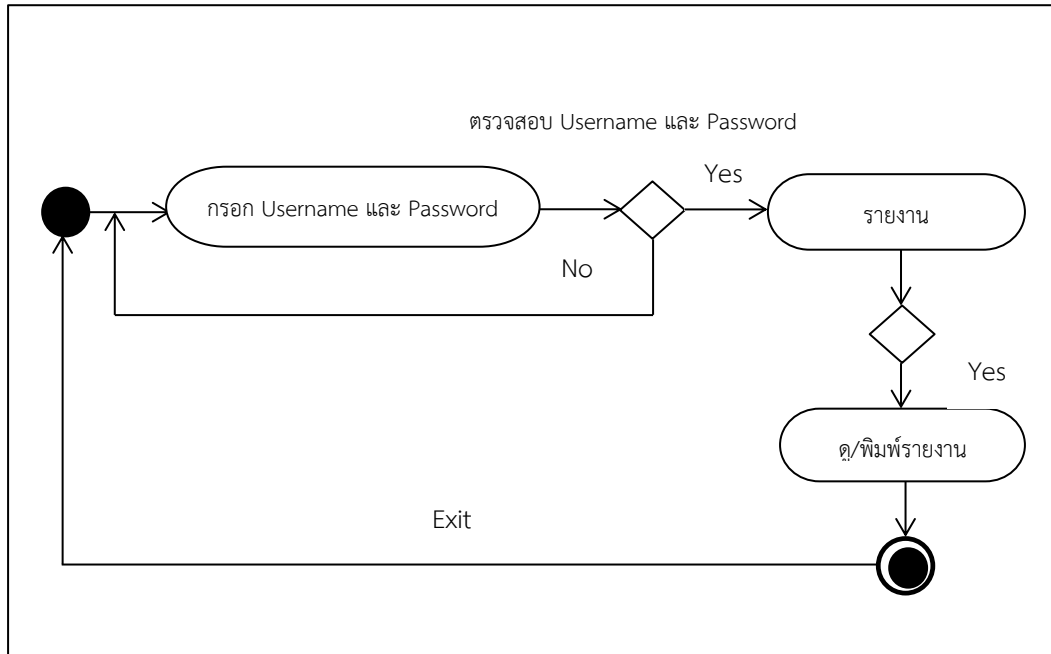 ตรวจสอบ Username และ Password
Yes
กรอก Username และ Password
รายงาน
No
Yes
ดู/พิมพ์รายงาน
Exit